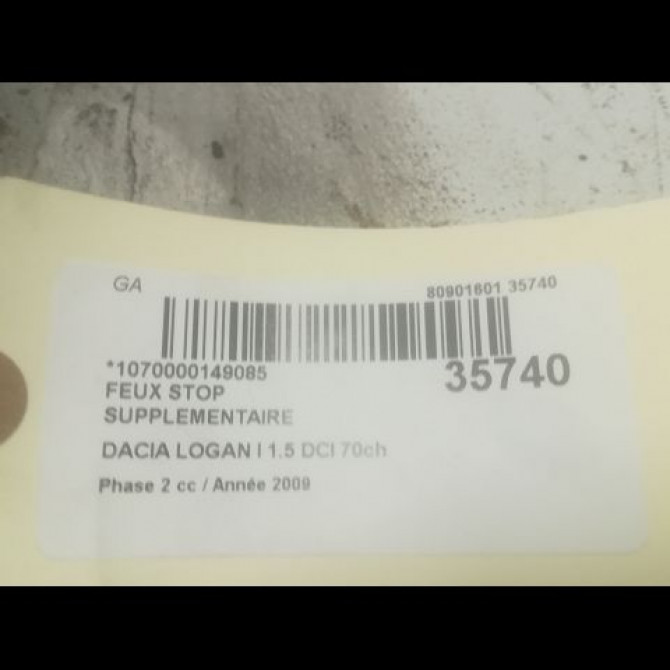 GA
80901601 35740
*1070000149085
35740
FEUX STOP
SUPPLEMENTAIRE
DACIA LOGAN I 1.5 DCI 70ch
Phase 2 cc / Année 2009